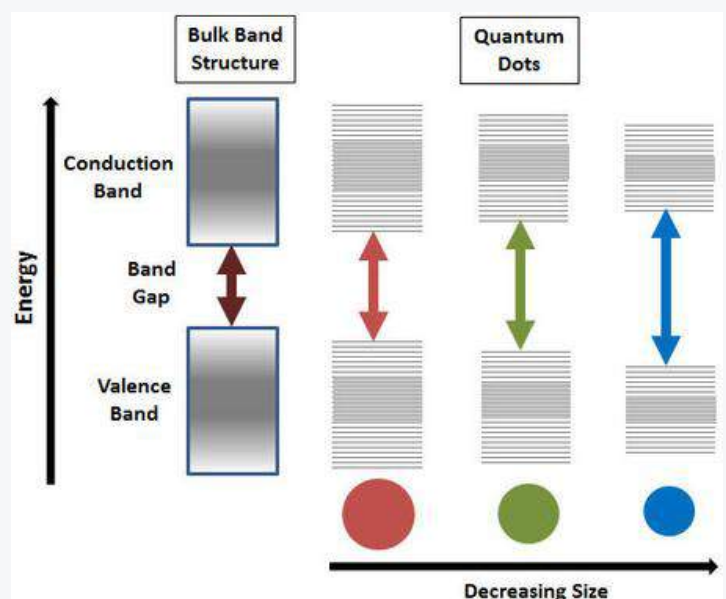 Bulk Band
Structure
Quantum
Dots
Conduction
Band
Band
Gap
Valence
Band
Energy
Decreasing Size